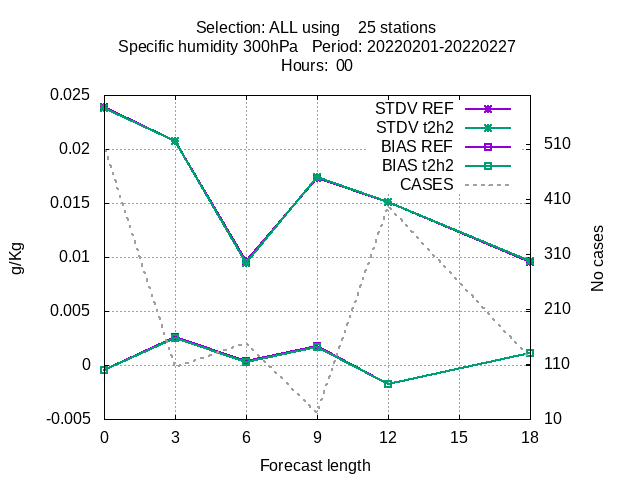 Selection: ALL using    25 stations
Specific humidity 300hPa   Period: 20220201-20220227
Hours:  00
STDV REF
STDV t2h2
BIAS REF
BIAS t2h2
CASES
0.025
0.02
0.015
0.01
0.005
0
-0.005
g/Kg
510
410
310
210
110
10
No cases
0 3 6 9 12 15 18
Forecast length